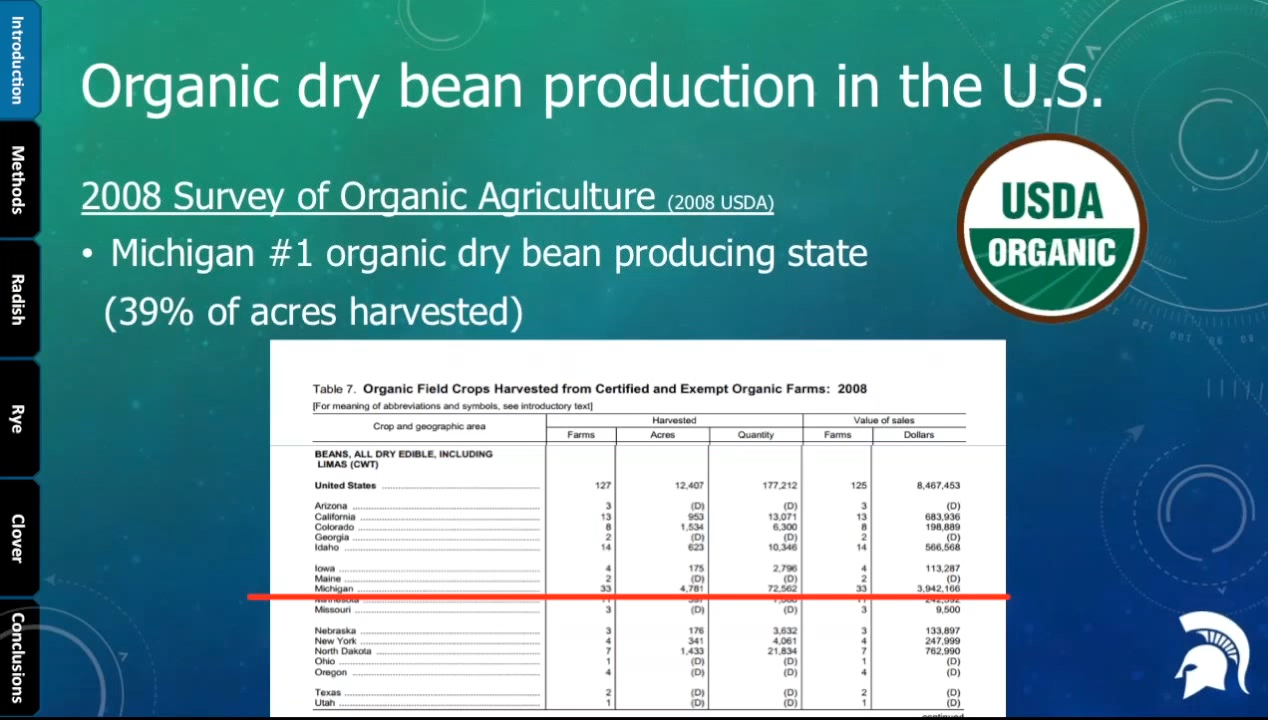 Introduction
Methods
Radish
Rye
Clover
Conclusions
Organic dry bean production in the U.S.
2008 Survey of Organic Agriculture (2008 USDA)
• Michigan #1 organic dry bean producing state
(39% of acres harvested)
USDA
ORGANIC
Table 7. Organic Field Crops Harvested from Certified and Exempt Organic Farms: 2008
[For meaning of abbreviations and symbols, see introductory text]
Crop and geographic area Harvested Value of sales
Farms Acres Quantity Farms Dollars
BEANS, ALL DRY EDIBLE, INCLUDING
LIMAS (CWT)
United States 127 12,407 177,212 125 8,467,453
Arizona 3 (D) (D) 3 (D)
California 13 953 13,071 13 683,936
Colorado 8 1,534 6,300 8 198,889
Georgia 2 (D) (D) 2 (D)
Idaho 14 623 10,346 14 566,568
Iowa 4 175 2,796 4 113,287
Maine 2 (D) (D) 2 (D)
Michigan 33 4,781 72,562 33 3,942,166
Minnesota
Missouri 3 (D) (D) 3 9,500
Nebraska 3 176 3,632 3 133,897
New York 4 341 4,061 4 247,999
North Dakota 7 1,433 21,834 7 762,990
Ohio 1 (D) (D) 1 (D)
Oregon 4 (D) (D) 4 (D)
Texas 2 (D) (D) 2 (D)
Utah 1 (D) (D) 1 (D)